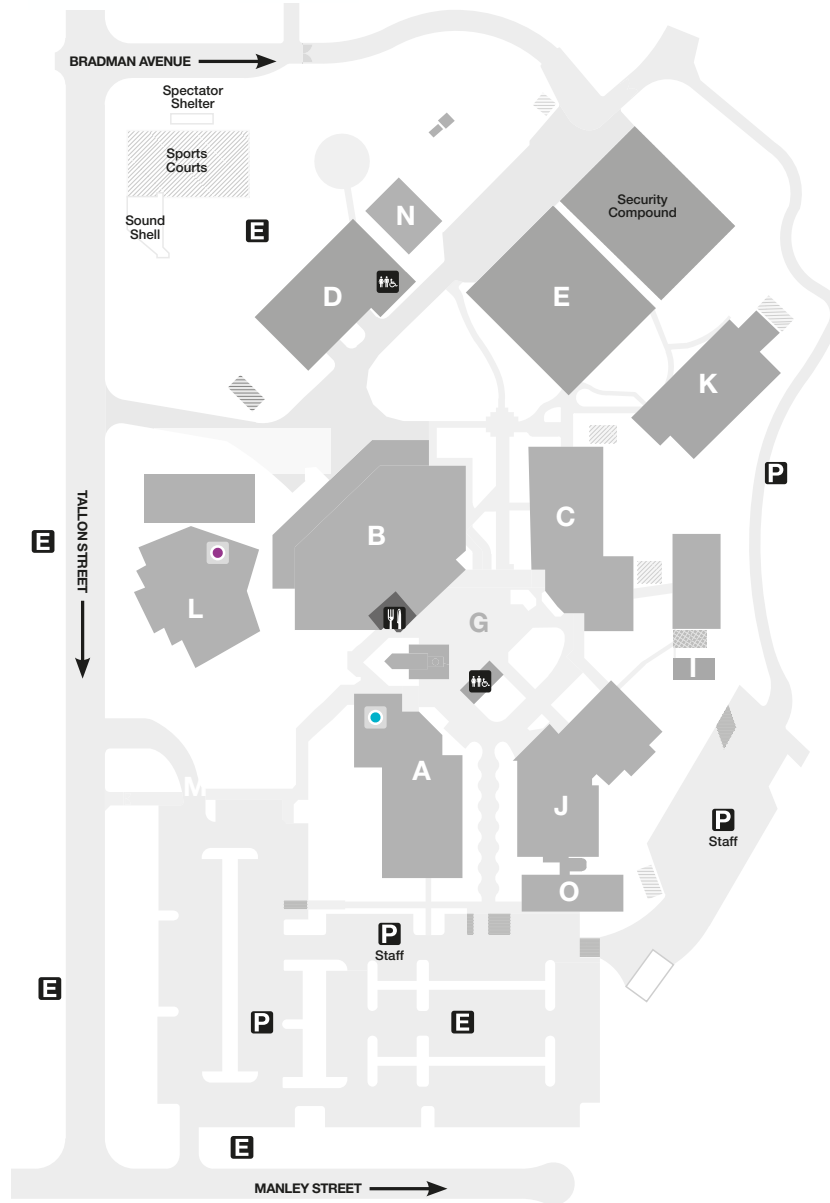 BRADMAN AVENUE
Spectator
Shelter
Sports
Courts
Sound
Shell
E
N
D
Security
Compound
E
K
P
E
TALLON STREET
B
C
L
G
I
M
A
J
P
Staff
O
P
Staff
E
P
E
E
MANLEY STREET